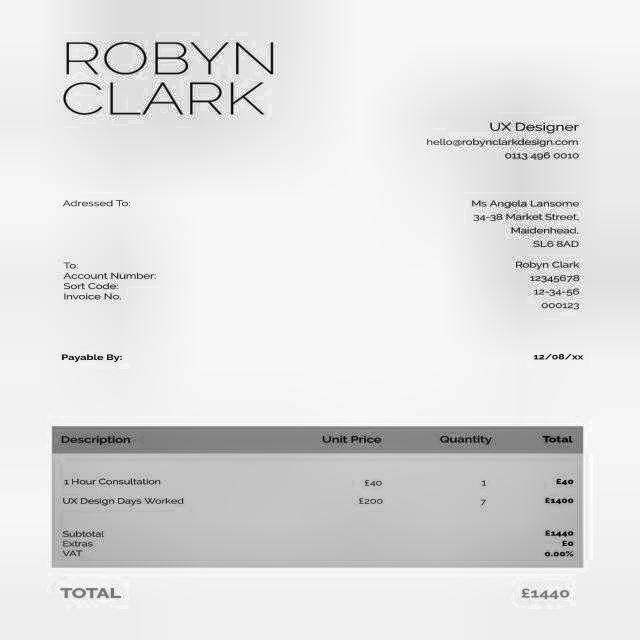 ROBYN
CLARK
UX Designer
hello@robynclarkdesign.com
0113 496 0010
Adressed To:
Ms Angela Lansome
34-38 Market Street,
Maidenhead,
SL6 8AD
To: Robyn Clark
Account Number: 12345678
Sort Code: 12-34-56
Invoice No. 000123
Payable By: 12/08/xx
Description Unit Price Quantity Total
1 Hour Consultation £40 1 £40
UX Design Days Worked £200 7 £1400
Subtotal £1440
Extras £0
VAT 0.00%
TOTAL £1440